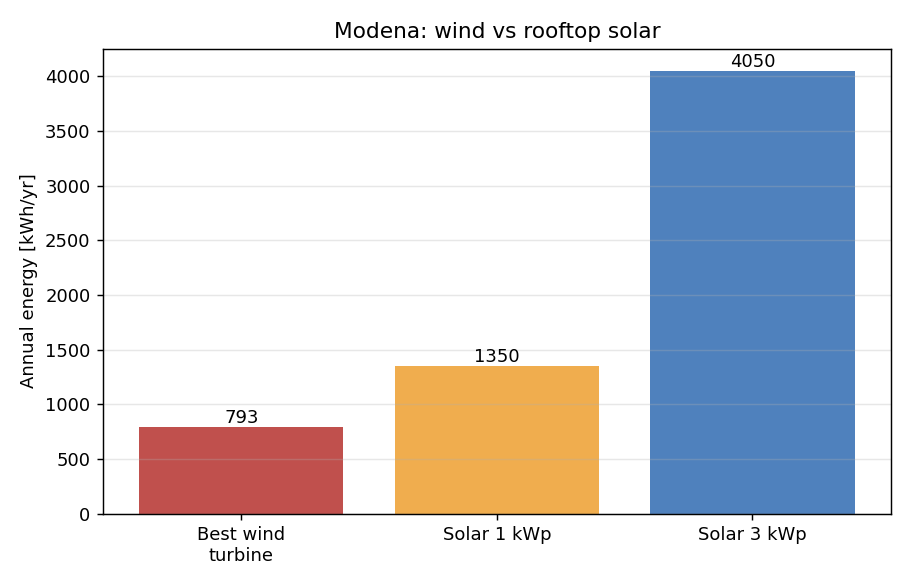 Modena: wind vs rooftop solar
Annual energy [kWh/yr]
4000
3500
3000
2500
2000
1500
1000
500
0
793
1350
4050
Best wind
turbine
Solar 1 kWp
Solar 3 kWp